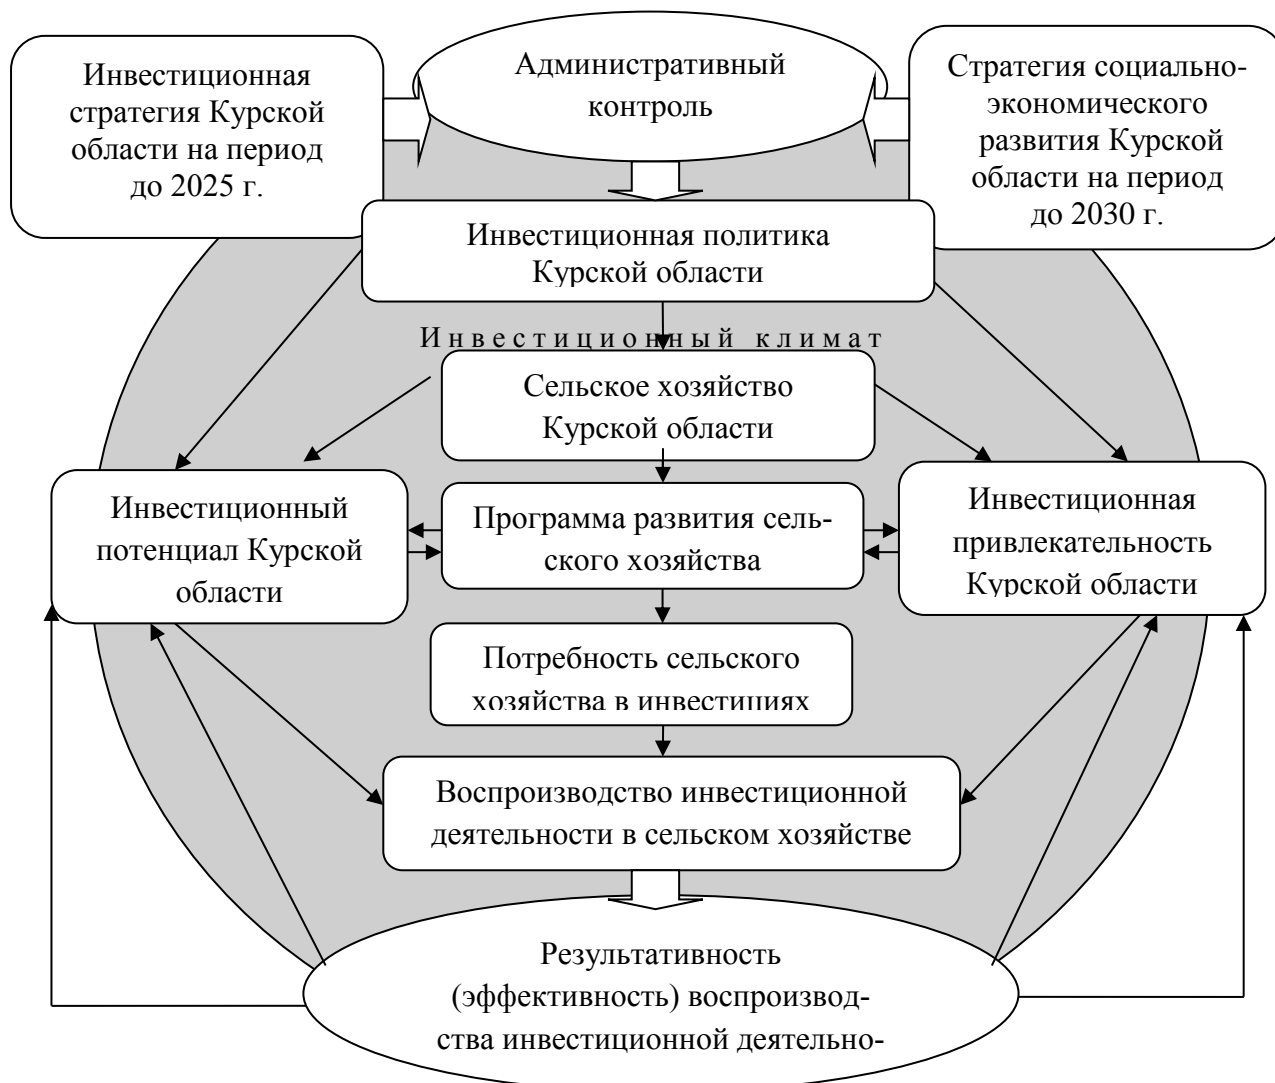 Инвестиционная
стратегия Курской
области на период
до 2025 г.
Административный
контроль
Стратегия социально-
экономического
развития Курской
области на период
до 2030 г.
Инвестиционная политика
Курской области
Инвестиционный климат
Сельское хозяйство
Курской области
Инвестиционный
потенциал Курской
области
Программа развития сель-
ского хозяйства
Инвестиционная
привлекательность
Курской области
Потребность сельского
хозяйства в инвестициях
Воспроизводство инвестиционной
деятельности в сельском хозяйстве
Результативность
(эффективность) воспроизвод-
ства инвестиционной деятельно-